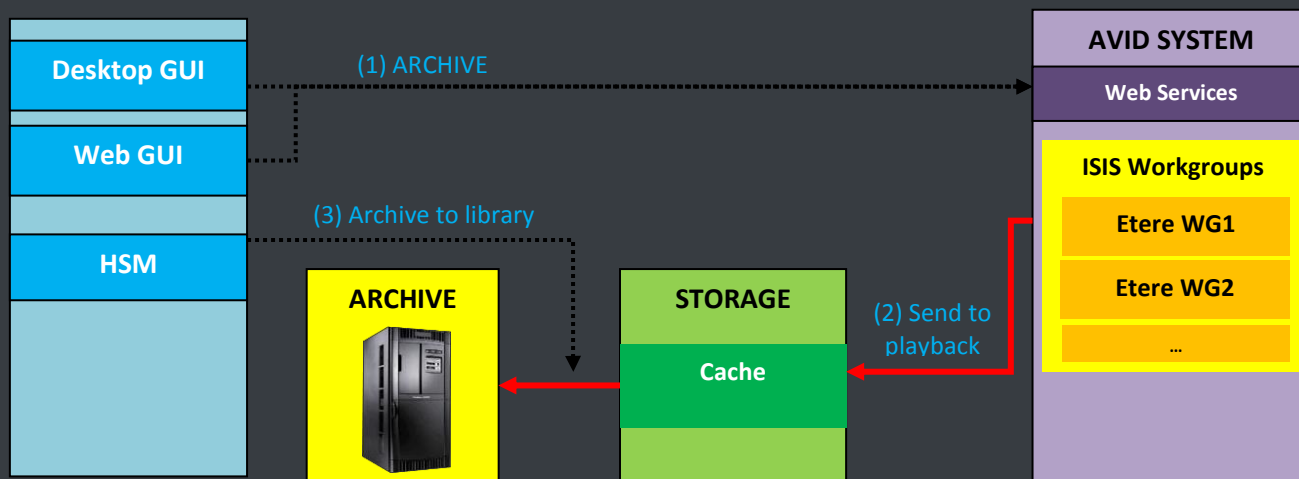 Desktop GUI
Web GUI
HSM
(1) ARCHIVE
(3) Archive to library
ARCHIVE
STORAGE
Cache
(2) Send to
playback
AVID SYSTEM
Web Services
ISIS Workgroups
Etere WG1
Etere WG2
...